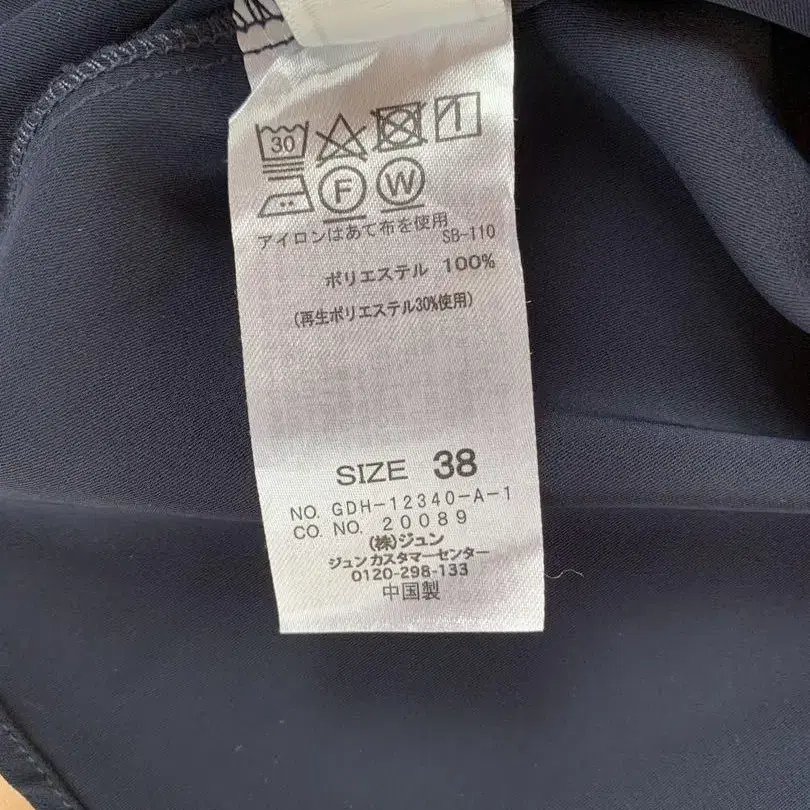 30
F W
アイロンはあて布を使用
SB-110
ポリエステル 100%
(再生ポリエステル30%使用)
SIZE 38
NO. GDH-12340-A-1
CO. NO. 20089
(株)ジュン
ジュン カスタマーセンター
0120-298-133
中国製